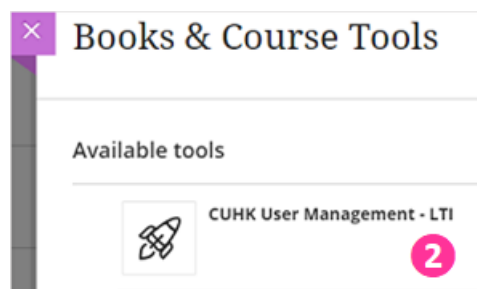 Books & Course Tools
Available tools
CUHK User Management - LTI
2